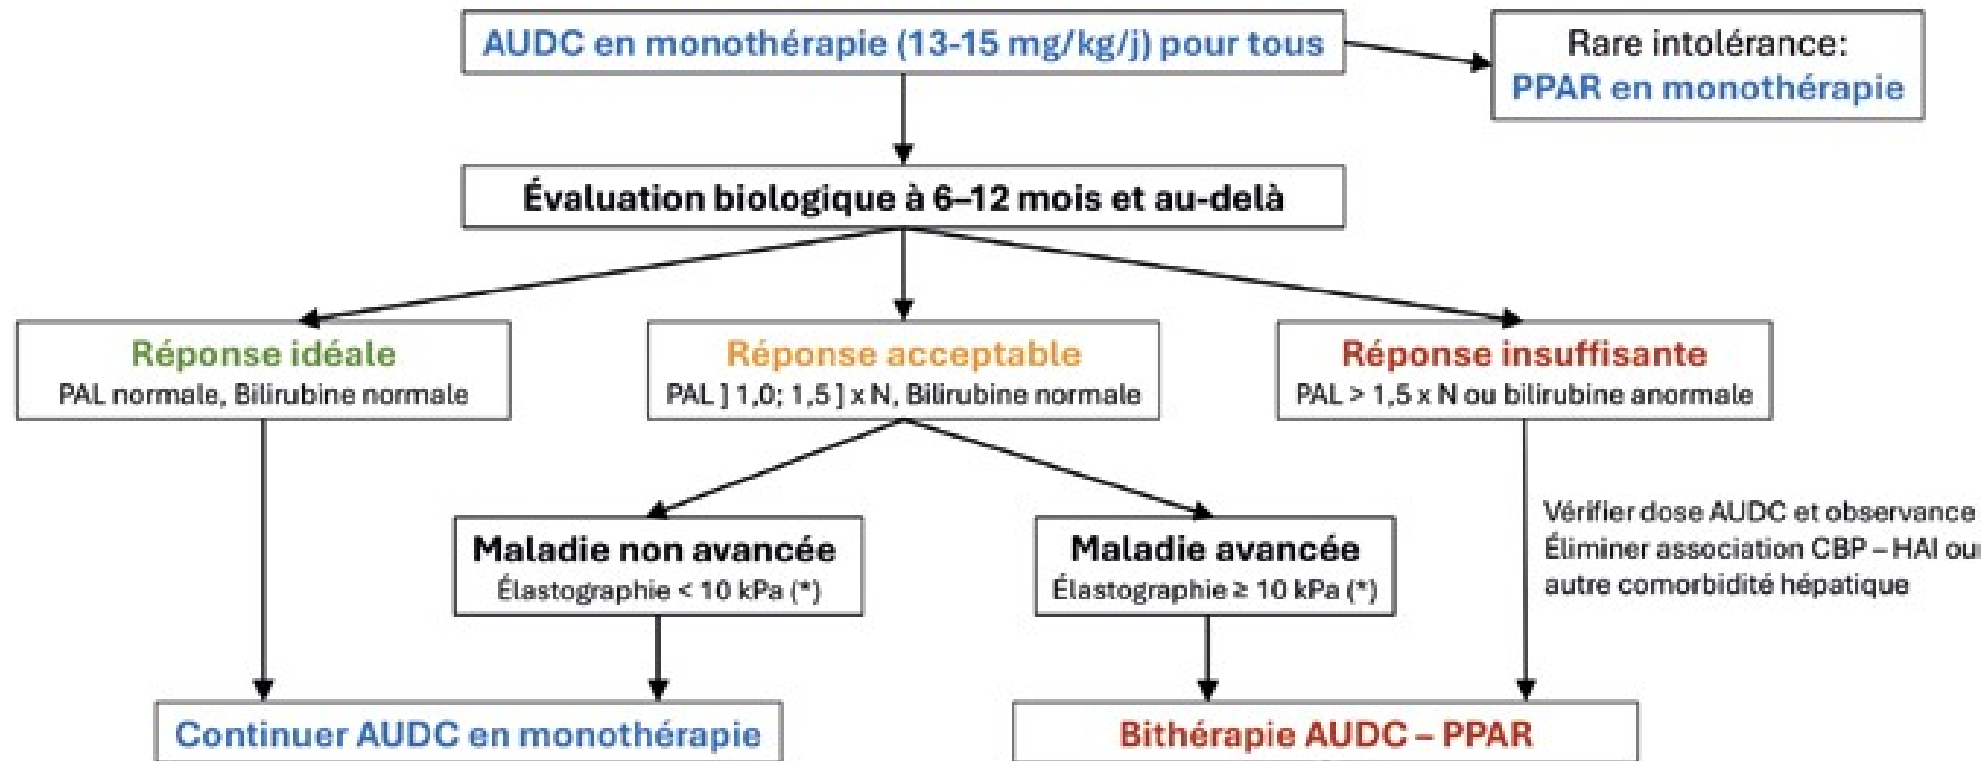 AUDC en monothérapie (13-15 mg/kg/j) pour tous
Rare intolérance:
PPAR en monothérapie
Évaluation biologique à 6–12 mois et au-delà
Réponse idéale
PAL normale, Bilirubine normale
Réponse acceptable
PAL ] 1,0; 1,5 ] x N, Bilirubine normale
Réponse insuffisante
PAL > 1,5 x N ou bilirubine anormale
Maladie non avancée
Élastographie < 10 kPa (*)
Maladie avancée
Élastographie ≥ 10 kPa (*)
Vérifier dose AUDC et observance
Éliminer association CBP – HAI ou
autre comorbidité hépatique
Continuer AUDC en monothérapie
Bithérapie AUDC – PPAR